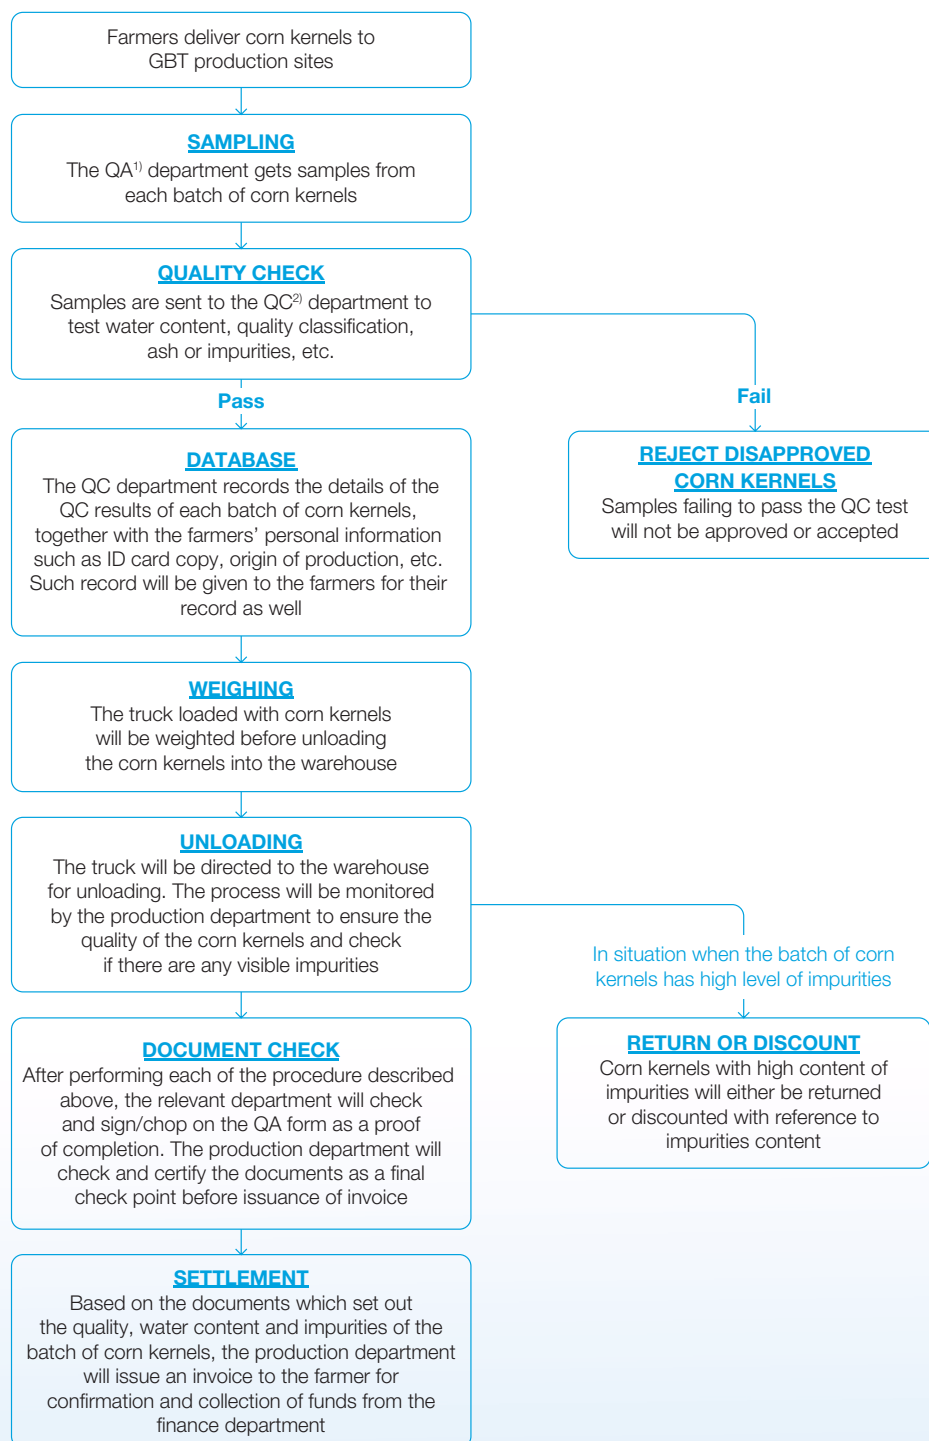 Farmers deliver corn kernels to
GBT production sites
SAMPLING
The QA1) department gets samples from
each batch of corn kernels
QUALITY CHECK
Samples are sent to the QC2) department to
test water content, quality classification,
ash or impurities, etc.
Pass
Fail
DATABASE
The QC department records the details of the
QC results of each batch of corn kernels,
together with the farmers’ personal information
such as ID card copy, origin of production, etc.
Such record will be given to the farmers for their
record as well
REJECT DISAPPROVED
CORN KERNELS
Samples failing to pass the QC test
will not be approved or accepted
WEIGHING
The truck loaded with corn kernels
will be weighted before unloading
the corn kernels into the warehouse
UNLOADING
The truck will be directed to the warehouse
for unloading. The process will be monitored
by the production department to ensure the
quality of the corn kernels and check
if there are any visible impurities
In situation when the batch of corn
kernels has high level of impurities
RETURN OR DISCOUNT
Corn kernels with high content of
impurities will either be returned
or discounted with reference to
impurities content
DOCUMENT CHECK
After performing each of the procedure described
above, the relevant department will check
and sign/chop on the QA form as a proof
of completion. The production department will
check and certify the documents as a final
check point before issuance of invoice
SETTLEMENT
Based on the documents which set out
the quality, water content and impurities of the
batch of corn kernels, the production department
will issue an invoice to the farmer for
confirmation and collection of funds from the
finance department